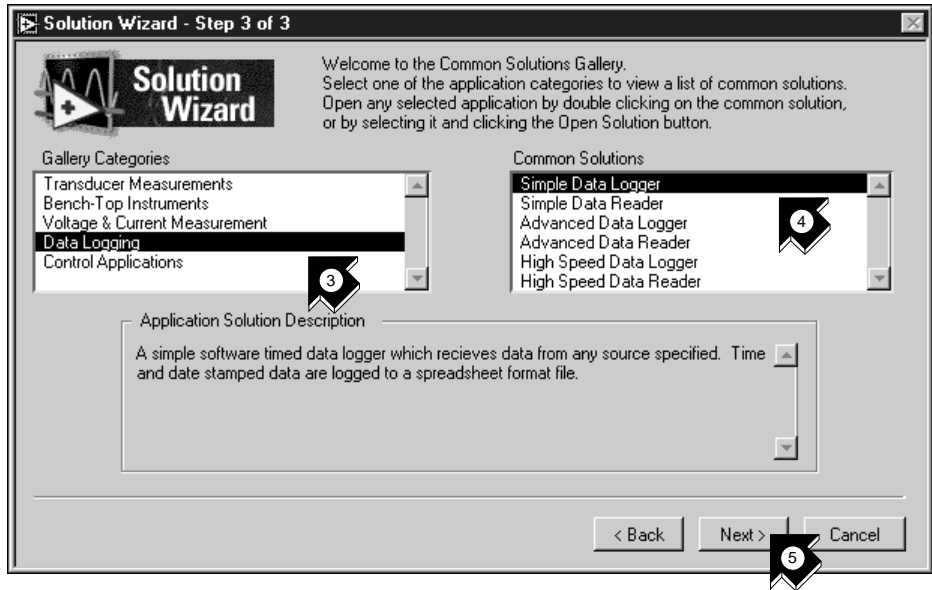 Solution Wizard - Step 3 of 3
Solution
Wizard
Welcome to the Common Solutions Gallery.
Select one of the application categories to view a list of common solutions.
Open any selected application by double clicking on the common solution,
or by selecting it and clicking the Open Solution button.
Gallery Categories
Transducer Measurements
Bench-Top Instruments
Voltage & Current Measurement
Data Logging
Control Applications
3
Common Solutions
Simple Data Logger
Simple Data Reader
Advanced Data Logger
Advanced Data Reader
High Speed Data Logger
High Speed Data Reader
4
Application Solution Description
A simple software timed data logger which recieves data from any source specified. Time
and date stamped data are logged to a spreadsheet format file.
< Back
Next >
Cancel
5